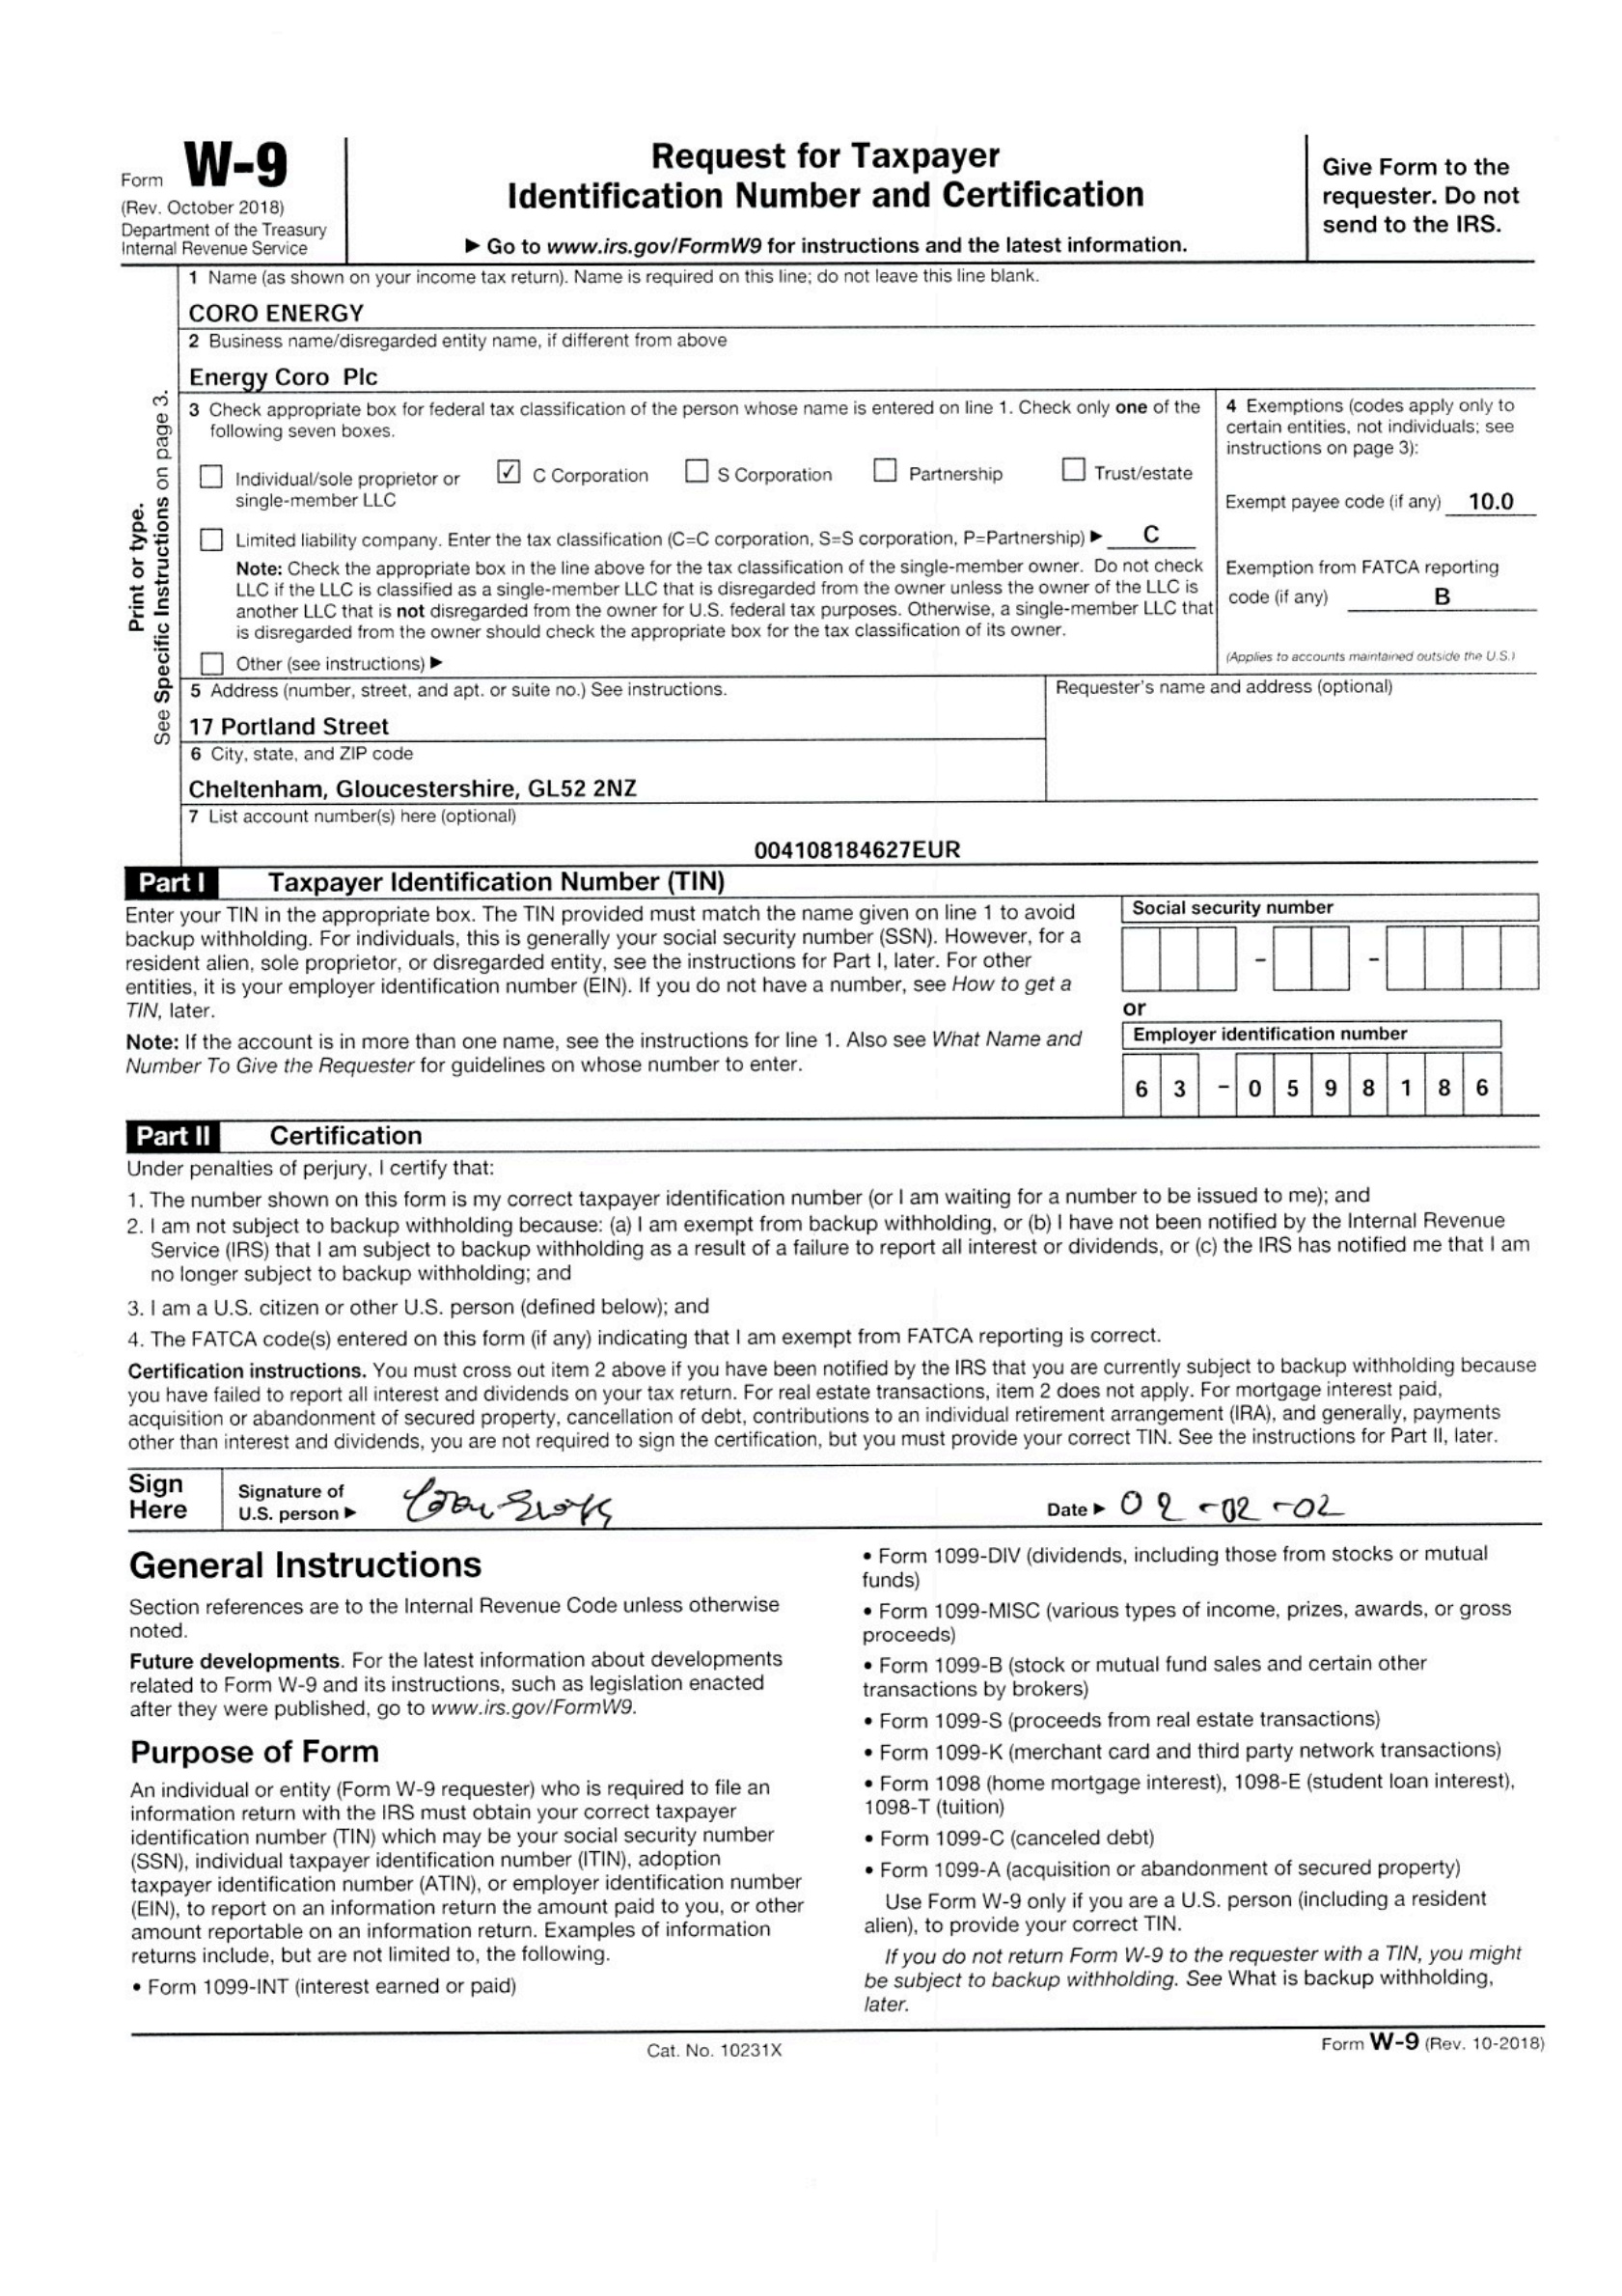 Form W-9
(Rev. October 2018)
Department of the Treasury
Internal Revenue Service
Request for Taxpayer
Identification Number and Certification
▶ Go to www.irs.gov/FormW9 for instructions and the latest information.
Give Form to the
requester. Do not
send to the IRS.
Print or type.
See Specific Instructions on page 3.
1 Name (as shown on your income tax return). Name is required on this line; do not leave this line blank.
CORO ENERGY
2 Business name/disregarded entity name, if different from above
Energy Coro Plc
3 Check appropriate box for federal tax classification of the person whose name is entered on line 1. Check only one of the
following seven boxes.
☐ Individual/sole proprietor or
single-member LLC
☑ C Corporation
☐ S Corporation
☐ Partnership
☐ Trust/estate
☐ Limited liability company. Enter the tax classification (C=C corporation, S=S corporation, P=Partnership) ▶ C
Note: Check the appropriate box in the line above for the tax classification of the single-member owner. Do not check
LLC if the LLC is classified as a single-member LLC that is disregarded from the owner unless the owner of the LLC is
another LLC that is not disregarded from the owner for U.S. federal tax purposes. Otherwise, a single-member LLC that
is disregarded from the owner should check the appropriate box for the tax classification of its owner.
☐ Other (see instructions) ▶
4 Exemptions (codes apply only to
certain entities, not individuals; see
instructions on page 3):
Exempt payee code (if any) 10.0
Exemption from FATCA reporting
code (if any) B
(Applies to accounts maintained outside the U.S.)
5 Address (number, street, and apt. or suite no.) See instructions.
17 Portland Street
6 City, state, and ZIP code
Cheltenham, Gloucestershire, GL52 2NZ
Requester's name and address (optional)
7 List account number(s) here (optional)
004108184627EUR
Part I Taxpayer Identification Number (TIN)
Enter your TIN in the appropriate box. The TIN provided must match the name given on line 1 to avoid
backup withholding. For individuals, this is generally your social security number (SSN). However, for a
resident alien, sole proprietor, or disregarded entity, see the instructions for Part I, later. For other
entities, it is your employer identification number (EIN). If you do not have a number, see How to get a
TIN, later.
Note: If the account is in more than one name, see the instructions for line 1. Also see What Name and
Number To Give the Requester for guidelines on whose number to enter.
Social security number
– –
or
Employer identification number
6 3 – 0 5 9 8 1 8 6
Part II Certification
Under penalties of perjury, I certify that:
1. The number shown on this form is my correct taxpayer identification number (or I am waiting for a number to be issued to me); and
2. I am not subject to backup withholding because: (a) I am exempt from backup withholding, or (b) I have not been notified by the Internal Revenue
Service (IRS) that I am subject to backup withholding as a result of a failure to report all interest or dividends, or (c) the IRS has notified me that I am
no longer subject to backup withholding; and
3. I am a U.S. citizen or other U.S. person (defined below); and
4. The FATCA code(s) entered on this form (if any) indicating that I am exempt from FATCA reporting is correct.
Certification instructions. You must cross out item 2 above if you have been notified by the IRS that you are currently subject to backup withholding because
you have failed to report all interest and dividends on your tax return. For real estate transactions, item 2 does not apply. For mortgage interest paid,
acquisition or abandonment of secured property, cancellation of debt, contributions to an individual retirement arrangement (IRA), and generally, payments
other than interest and dividends, you are not required to sign the certification, but you must provide your correct TIN. See the instructions for Part II, later.
Sign
Here
Signature of
U.S. person ▶
Date ▶ 02-02-02
General Instructions
Section references are to the Internal Revenue Code unless otherwise
noted.
Future developments. For the latest information about developments
related to Form W-9 and its instructions, such as legislation enacted
after they were published, go to www.irs.gov/FormW9.
Purpose of Form
An individual or entity (Form W-9 requester) who is required to file an
information return with the IRS must obtain your correct taxpayer
identification number (TIN) which may be your social security number
(SSN), individual taxpayer identification number (ITIN), adoption
taxpayer identification number (ATIN), or employer identification number
(EIN), to report on an information return the amount paid to you, or other
amount reportable on an information return. Examples of information
returns include, but are not limited to, the following.
• Form 1099-INT (interest earned or paid)
• Form 1099-DIV (dividends, including those from stocks or mutual
funds)
• Form 1099-MISC (various types of income, prizes, awards, or gross
proceeds)
• Form 1099-B (stock or mutual fund sales and certain other
transactions by brokers)
• Form 1099-S (proceeds from real estate transactions)
• Form 1099-K (merchant card and third party network transactions)
• Form 1098 (home mortgage interest), 1098-E (student loan interest),
1098-T (tuition)
• Form 1099-C (canceled debt)
• Form 1099-A (acquisition or abandonment of secured property)
Use Form W-9 only if you are a U.S. person (including a resident
alien), to provide your correct TIN.
If you do not return Form W-9 to the requester with a TIN, you might
be subject to backup withholding. See What is backup withholding,
later.
Cat. No. 10231X
Form W-9 (Rev. 10-2018)